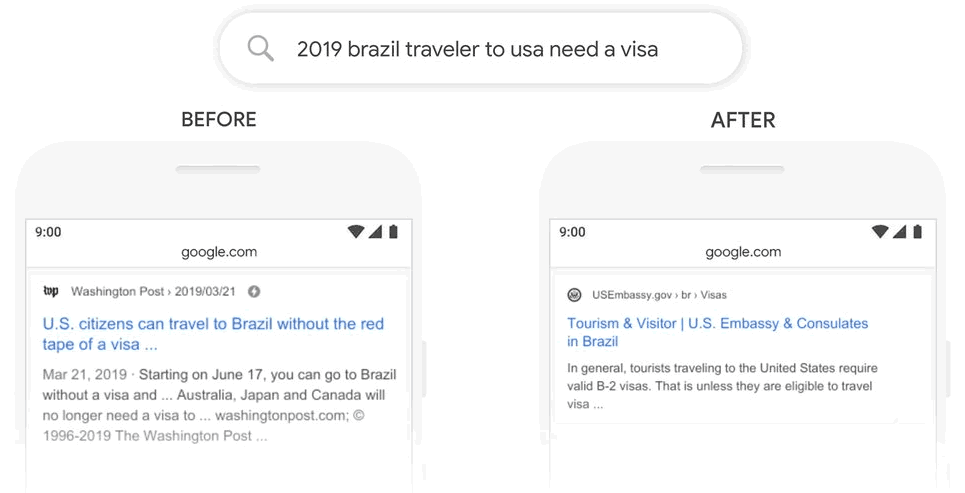 2019 brazil traveler to usa need a visa
BEFORE
9:00
google.com
wp Washington Post › 2019/03/21
U.S. citizens can travel to Brazil without the red
tape of a visa ...
Mar 21, 2019 · Starting on June 17, you can go to Brazil
without a visa and ... Australia, Japan and Canada will
no longer need a visa to ... washingtonpost.com; ©
1996-2019 The Washington Post ...
AFTER
9:00
google.com
USEmbassy.gov › br › Visas
Tourism & Visitor | U.S. Embassy & Consulates
in Brazil
In general, tourists traveling to the United States require
valid B-2 visas. That is unless they are eligible to travel
visa ...